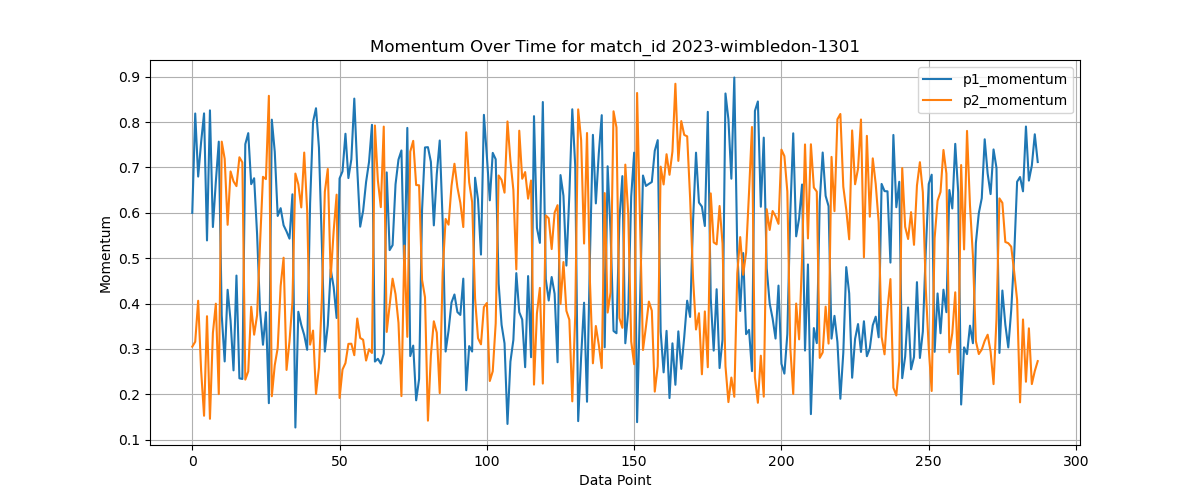 Momentum Over Time for match_id 2023-wimbledon-1301
p1_momentum
p2_momentum
0.9
0.8
0.7
0.6
0.5
0.4
0.3
0.2
0.1
Momentum
0 50 100 150 200 250 300
Data Point